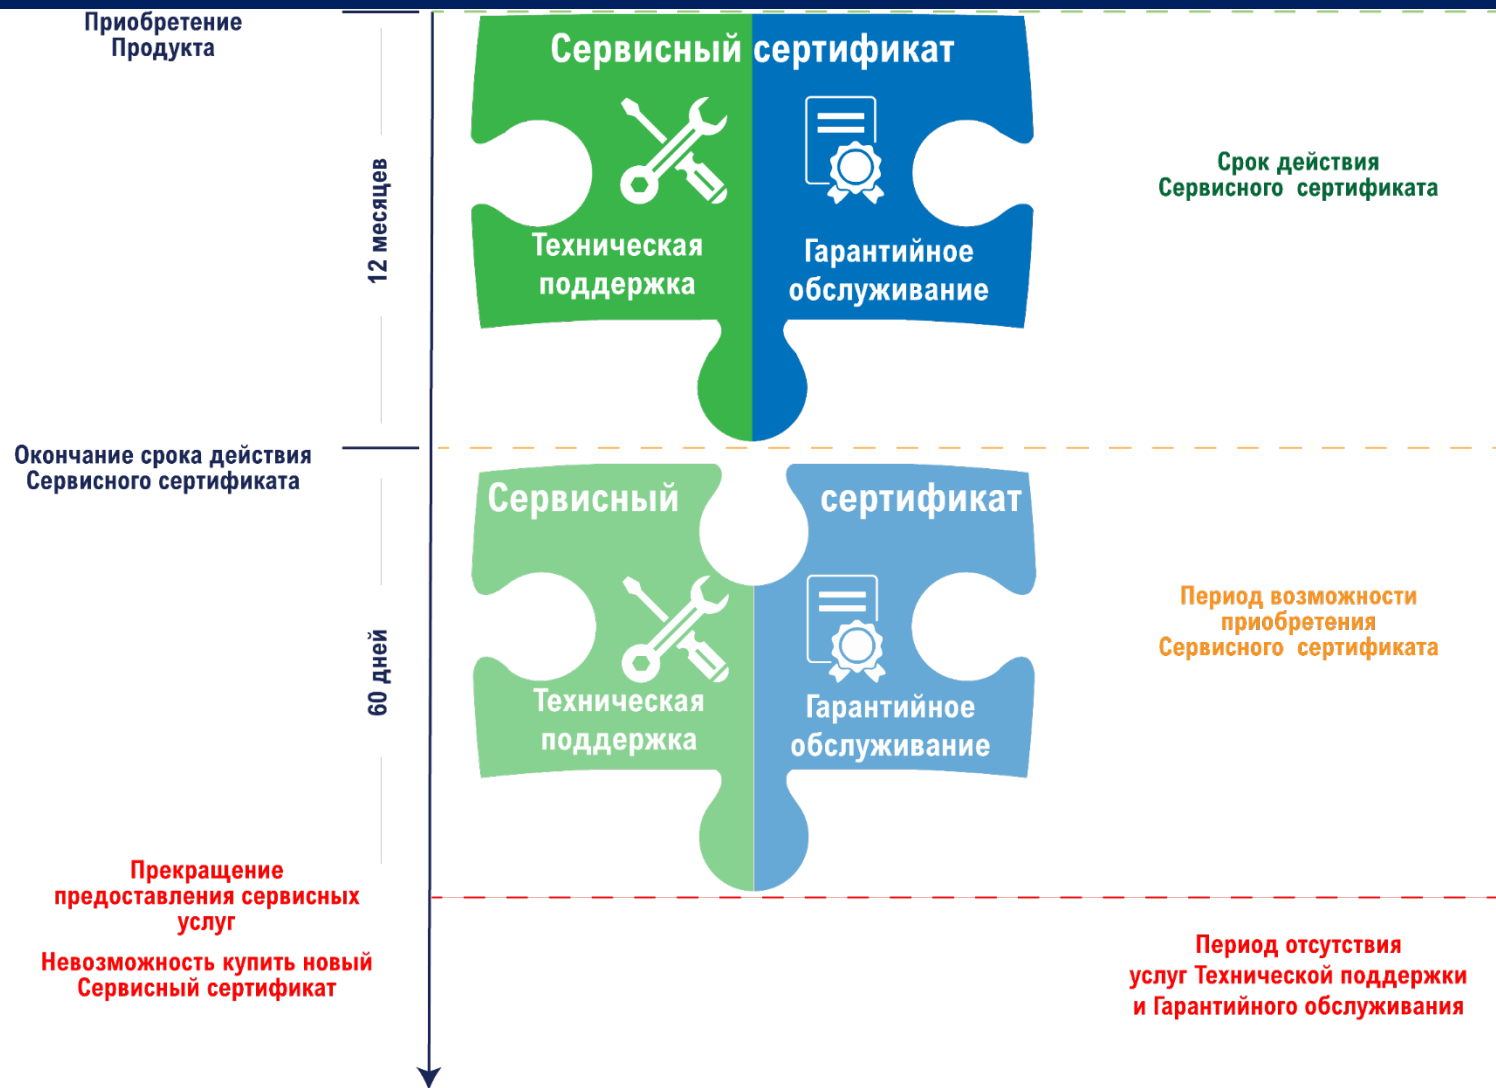 Приобретение
Продукта
Сервисный сертификат
12 месяцев
Техническая
поддержка
Гарантийное
обслуживание
Срок действия
Сервисного сертификата
Окончание срока действия
Сервисного сертификата
Сервисный сертификат
60 дней
Техническая
поддержка
Гарантийное
обслуживание
Период возможности
приобретения
Сервисного сертификата
Прекращение
предоставления сервисных
услуг
Невозможность купить новый
Сервисный сертификат
Период отсутствия
услуг Технической поддержки
и Гарантийного обслуживания